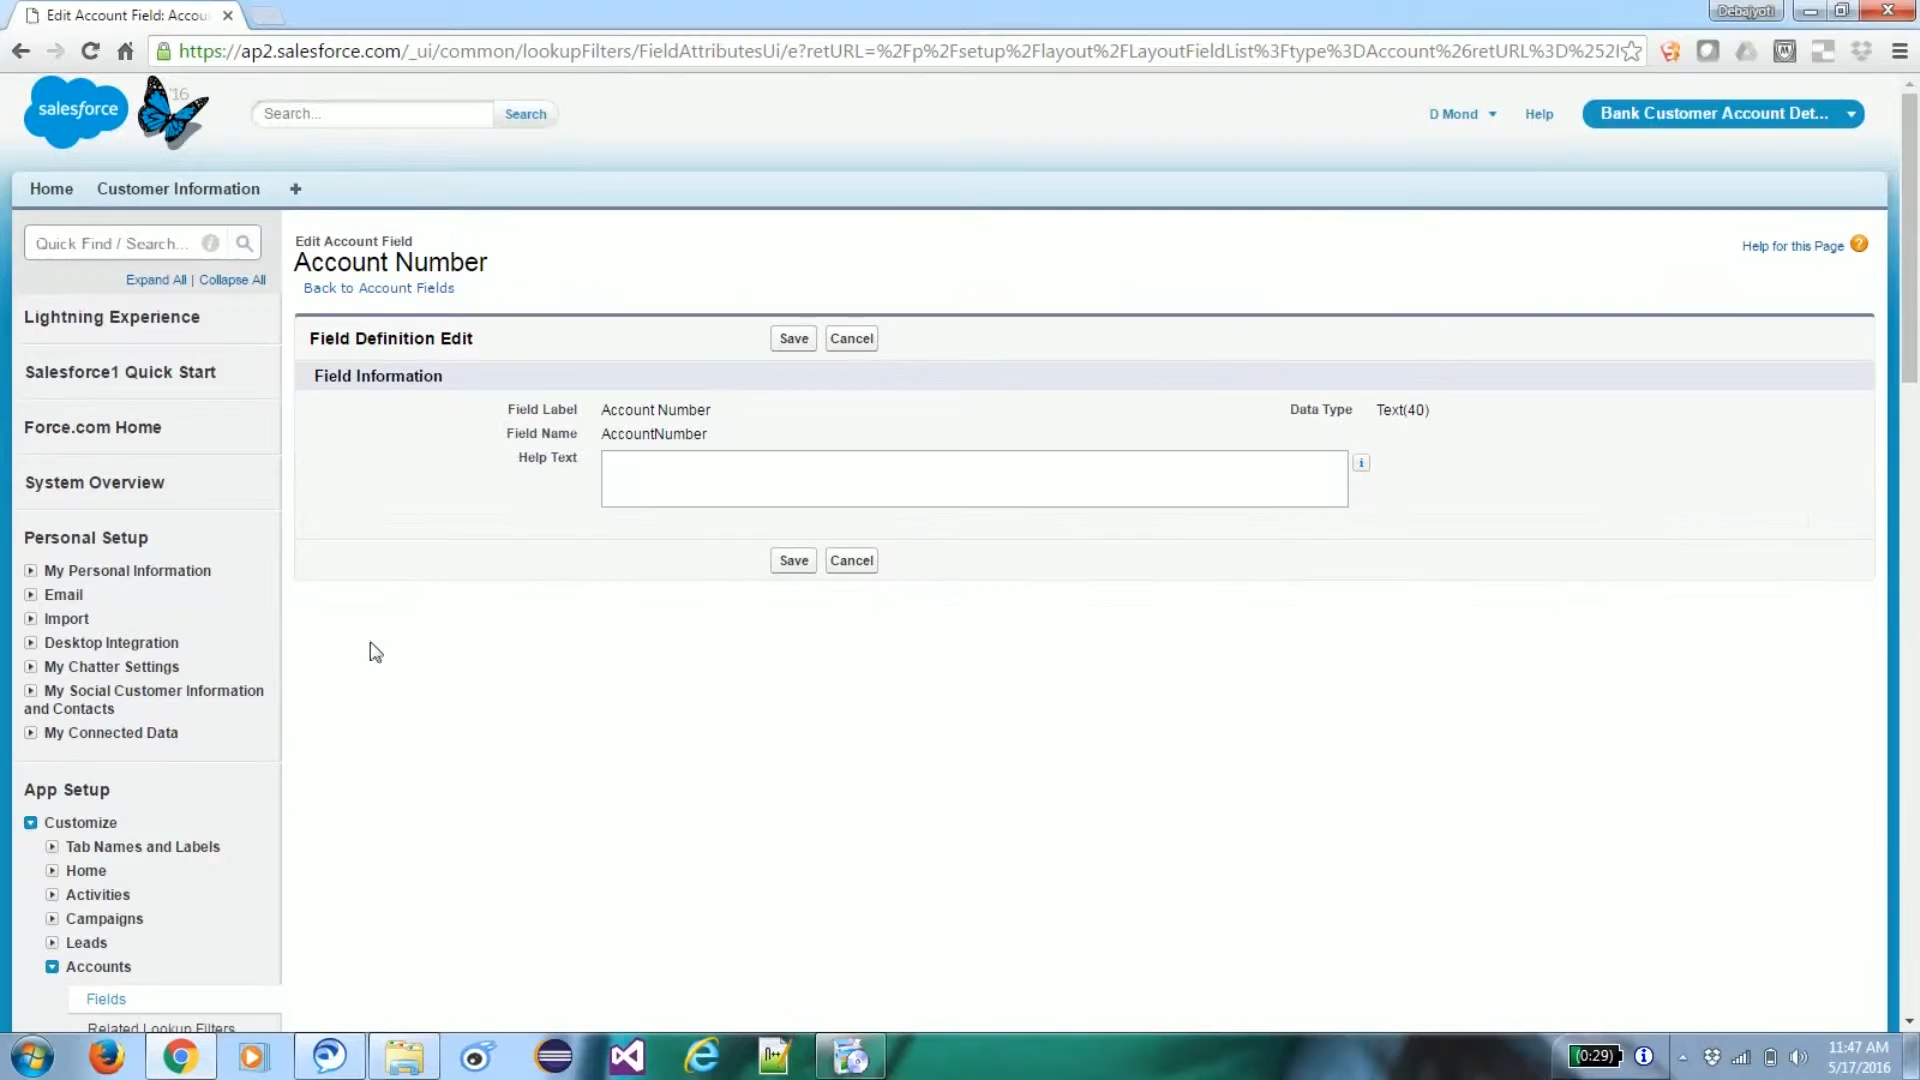 Edit Account Field: Accou
Debajyoti
https://ap2.salesforce.com/_ui/common/lookupFilters/FieldAttributesUi/e?retURL=%2Fp%2Fsetup%2Flayout%2FLayoutFieldList%3Ftype%3DAccount%26retURL%3D%252I
salesforce
'16
Search...
Search
D Mond
Help
Bank Customer Account Det...
Home
Customer Information
+
Quick Find / Search...
Expand All | Collapse All
Lightning Experience
Salesforce1 Quick Start
Force.com Home
System Overview
Personal Setup
My Personal Information
Email
Import
Desktop Integration
My Chatter Settings
My Social Customer Information
and Contacts
My Connected Data
App Setup
Customize
Tab Names and Labels
Home
Activities
Campaigns
Leads
Accounts
Fields
Related Lookup Filters
Edit Account Field
Account Number
Back to Account Fields
Help for this Page
Field Definition Edit
Save
Cancel
Field Information
Field Label
Account Number
Data Type
Text(40)
Field Name
AccountNumber
Help Text
Save
Cancel
(0:29)
11:47 AM
5/17/2016